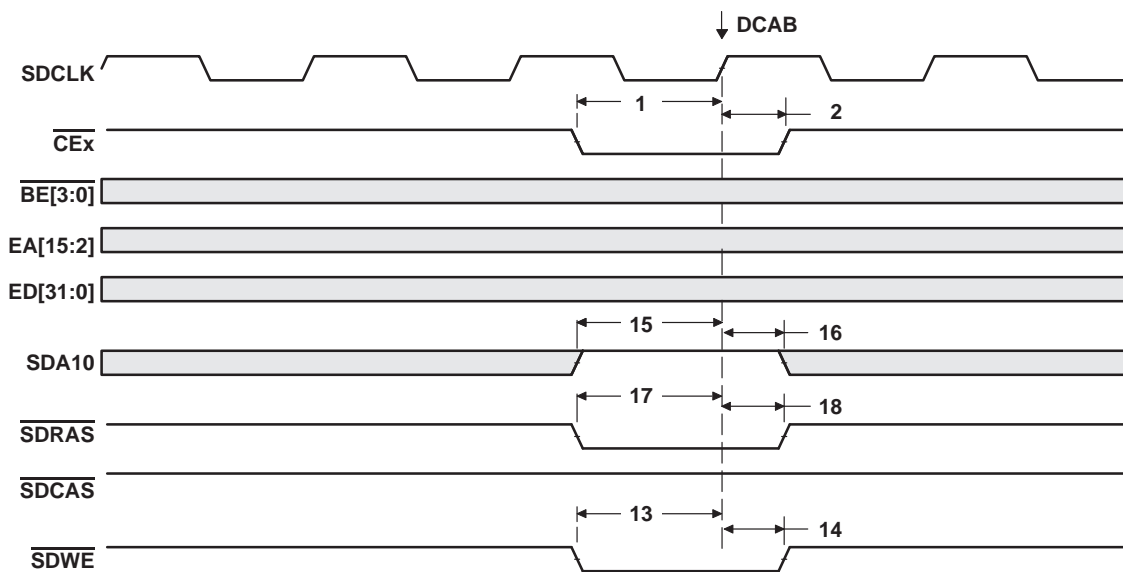 DCAB
SDCLK
1
2
CEx
BE[3:0]
EA[15:2]
ED[31:0]
15
16
SDA10
17
18
SDRAS
SDCAS
13
14
SDWE